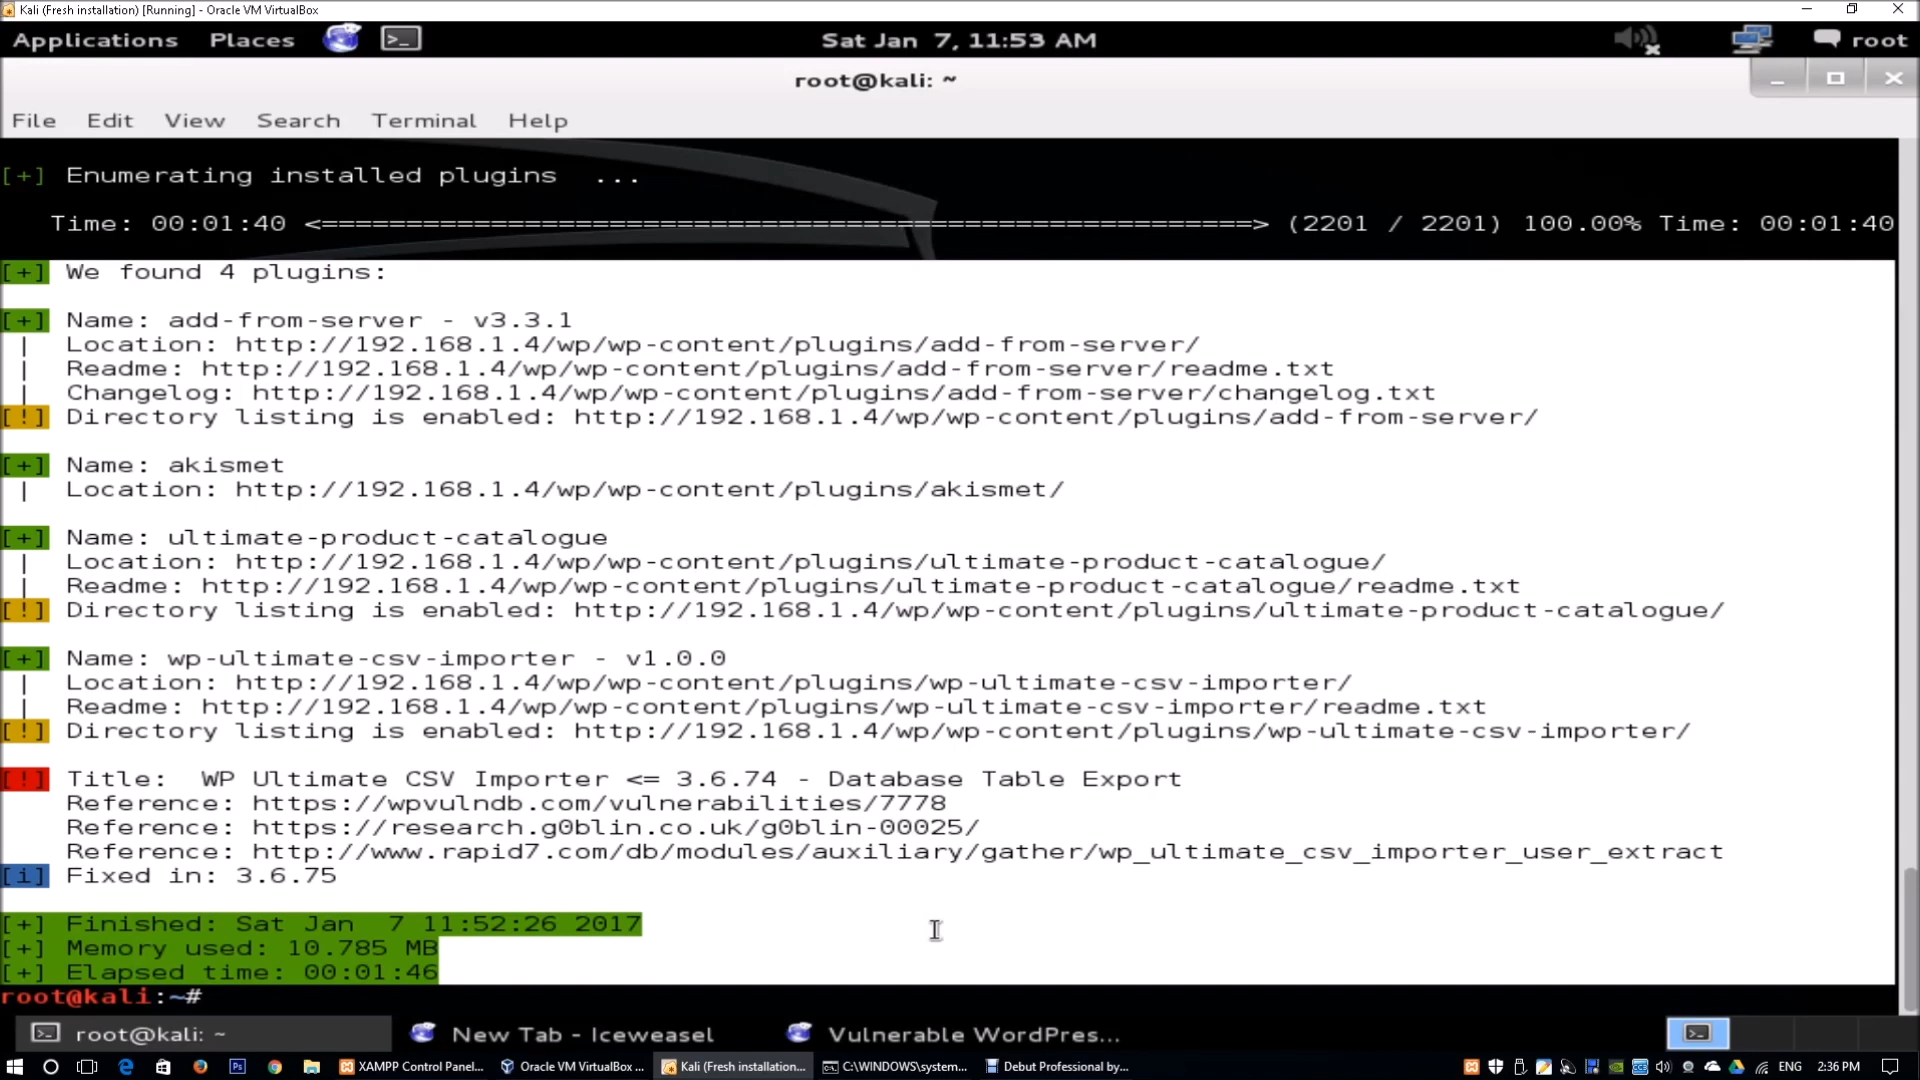 Kali (Fresh installation) [Running] - Oracle VM VirtualBox
Applications Places Sat Jan 7, 11:53 AM root
root@kali: ~
File Edit View Search Terminal Help
[+] Enumerating installed plugins ...
Time: 00:01:40 <=======================================================> (2201 / 2201) 100.00% Time: 00:01:40
[+] We found 4 plugins:
[+] Name: add-from-server - v3.3.1
| Location: http://192.168.1.4/wp/wp-content/plugins/add-from-server/
| Readme: http://192.168.1.4/wp/wp-content/plugins/add-from-server/readme.txt
| Changelog: http://192.168.1.4/wp/wp-content/plugins/add-from-server/changelog.txt
[!] Directory listing is enabled: http://192.168.1.4/wp/wp-content/plugins/add-from-server/
[+] Name: akismet
| Location: http://192.168.1.4/wp/wp-content/plugins/akismet/
[+] Name: ultimate-product-catalogue
| Location: http://192.168.1.4/wp/wp-content/plugins/ultimate-product-catalogue/
| Readme: http://192.168.1.4/wp/wp-content/plugins/ultimate-product-catalogue/readme.txt
[!] Directory listing is enabled: http://192.168.1.4/wp/wp-content/plugins/ultimate-product-catalogue/
[+] Name: wp-ultimate-csv-importer - v1.0.0
| Location: http://192.168.1.4/wp/wp-content/plugins/wp-ultimate-csv-importer/
| Readme: http://192.168.1.4/wp/wp-content/plugins/wp-ultimate-csv-importer/readme.txt
[!] Directory listing is enabled: http://192.168.1.4/wp/wp-content/plugins/wp-ultimate-csv-importer/
[!] Title: WP Ultimate CSV Importer <= 3.6.74 - Database Table Export
Reference: https://wpvulndb.com/vulnerabilities/7778
Reference: https://research.g0blin.co.uk/g0blin-00025/
Reference: http://www.rapid7.com/db/modules/auxiliary/gather/wp_ultimate_csv_importer_user_extract
[i] Fixed in: 3.6.75
[+] Finished: Sat Jan 7 11:52:26 2017
[+] Memory used: 10.785 MB
[+] Elapsed time: 00:01:46
root@kali:~#
root@kali: ~ New Tab - Iceweasel Vulnerable WordPres...
XAMPP Control Panel... Oracle VM VirtualBox ... Kali (Fresh installation... C:\WINDOWS\system... Debut Professional by... ENG 2:36 PM